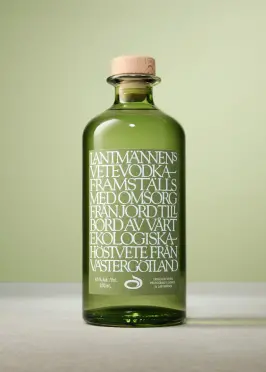 LANTMÄNNENS
VETEVODKA
FRAMSTÄLLS
MED OMSORG
FRÅN JORD TILL
BORD AV VÅRT
EKOLOGISKA
HÖSTVETE FRÅN
VÄSTERGÖTLAND